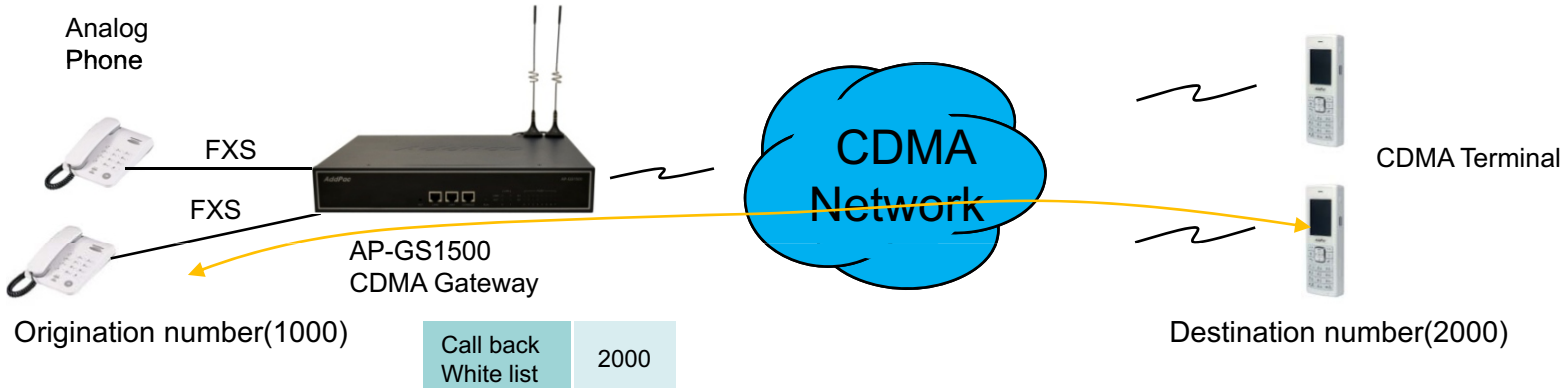 Analog
Phone
FXS
FXS
AddPac
AP-GS1500
CDMA Gateway
CDMA
Network
CDMA Terminal
Origination number(1000)
Call back
White list
2000
Destination number(2000)